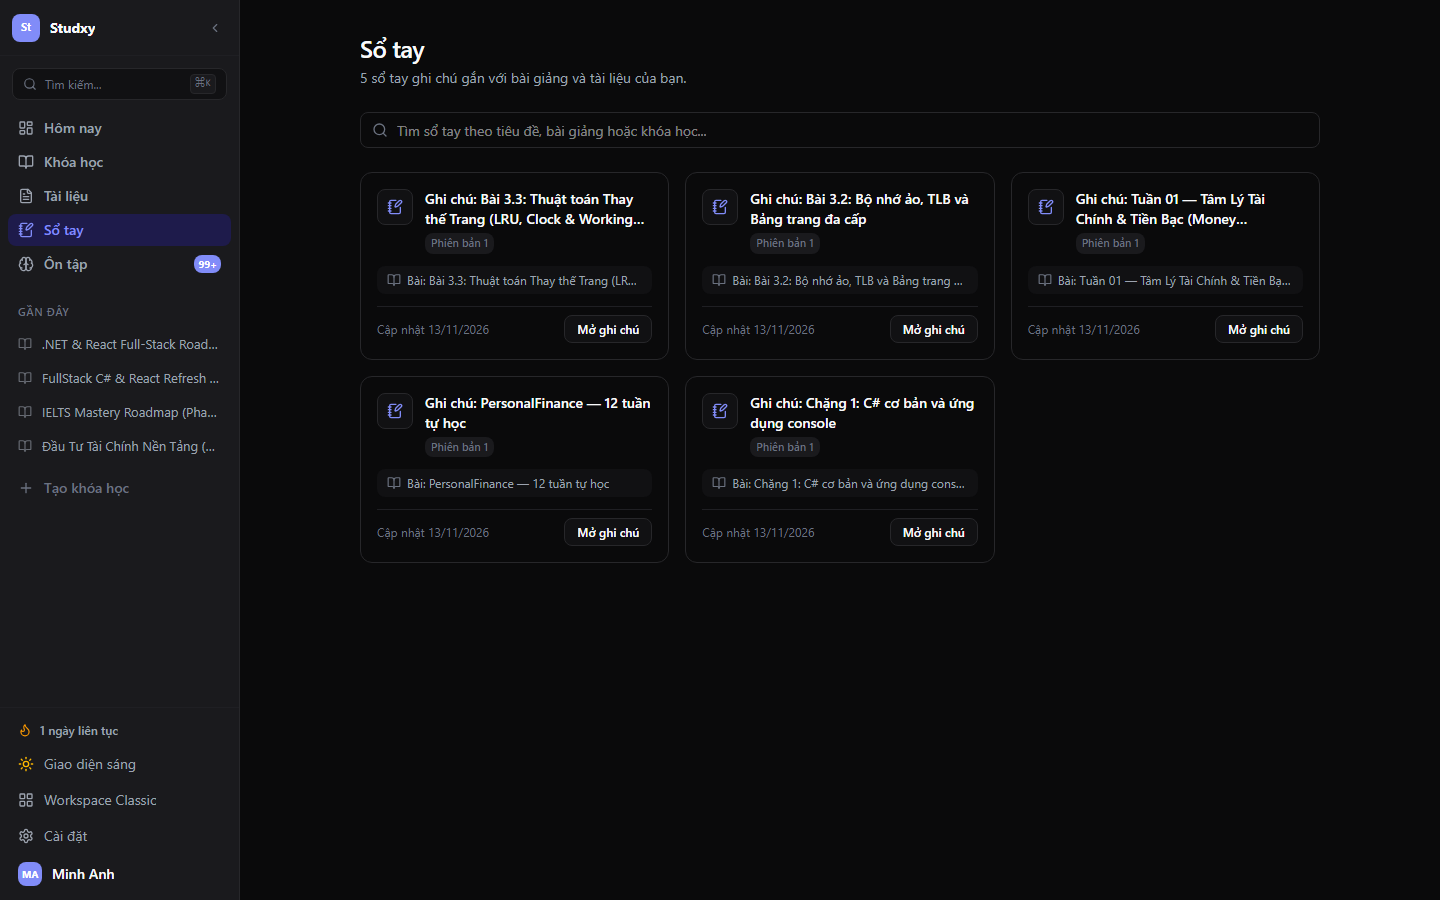 St
Studxy
Tìm kiếm...
⌘K
Hôm nay
Khóa học
Tài liệu
Sổ tay
Ôn tập
99+
GẦN ĐÂY
.NET & React Full-Stack Road...
FullStack C# & React Refresh ...
IELTS Mastery Roadmap (Pha...
Đầu Tư Tài Chính Nền Tảng (...
Tạo khóa học
1 ngày liên tục
Giao diện sáng
Workspace Classic
Cài đặt
MA
Minh Anh
Sổ tay
5 sổ tay ghi chú gắn với bài giảng và tài liệu của bạn.
Tìm sổ tay theo tiêu đề, bài giảng hoặc khóa học...
Ghi chú: Bài 3.3: Thuật toán Thay
thế Trang (LRU, Clock & Working...
Phiên bản 1
Bài: Bài 3.3: Thuật toán Thay thế Trang (LR...
Cập nhật 13/11/2026
Mở ghi chú
Ghi chú: Bài 3.2: Bộ nhớ ảo, TLB và
Bảng trang đa cấp
Phiên bản 1
Bài: Bài 3.2: Bộ nhớ ảo, TLB và Bảng trang ...
Cập nhật 13/11/2026
Mở ghi chú
Ghi chú: Tuần 01 — Tâm Lý Tài
Chính & Tiền Bạc (Money...
Phiên bản 1
Bài: Tuần 01 — Tâm Lý Tài Chính & Tiền Bạ...
Cập nhật 13/11/2026
Mở ghi chú
Ghi chú: PersonalFinance — 12 tuần
tự học
Phiên bản 1
Bài: PersonalFinance — 12 tuần tự học
Cập nhật 13/11/2026
Mở ghi chú
Ghi chú: Chặng 1: C# cơ bản và ứng
dụng console
Phiên bản 1
Bài: Chặng 1: C# cơ bản và ứng dụng cons...
Cập nhật 13/11/2026
Mở ghi chú